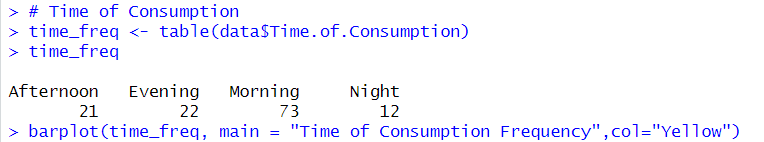 > # Time of Consumption
> time_freq <- table(data$Time.of.Consumption)
> time_freq
Afternoon   Evening   Morning     Night
       21        22        73        12
> barplot(time_freq, main = "Time of Consumption Frequency",col="Yellow")